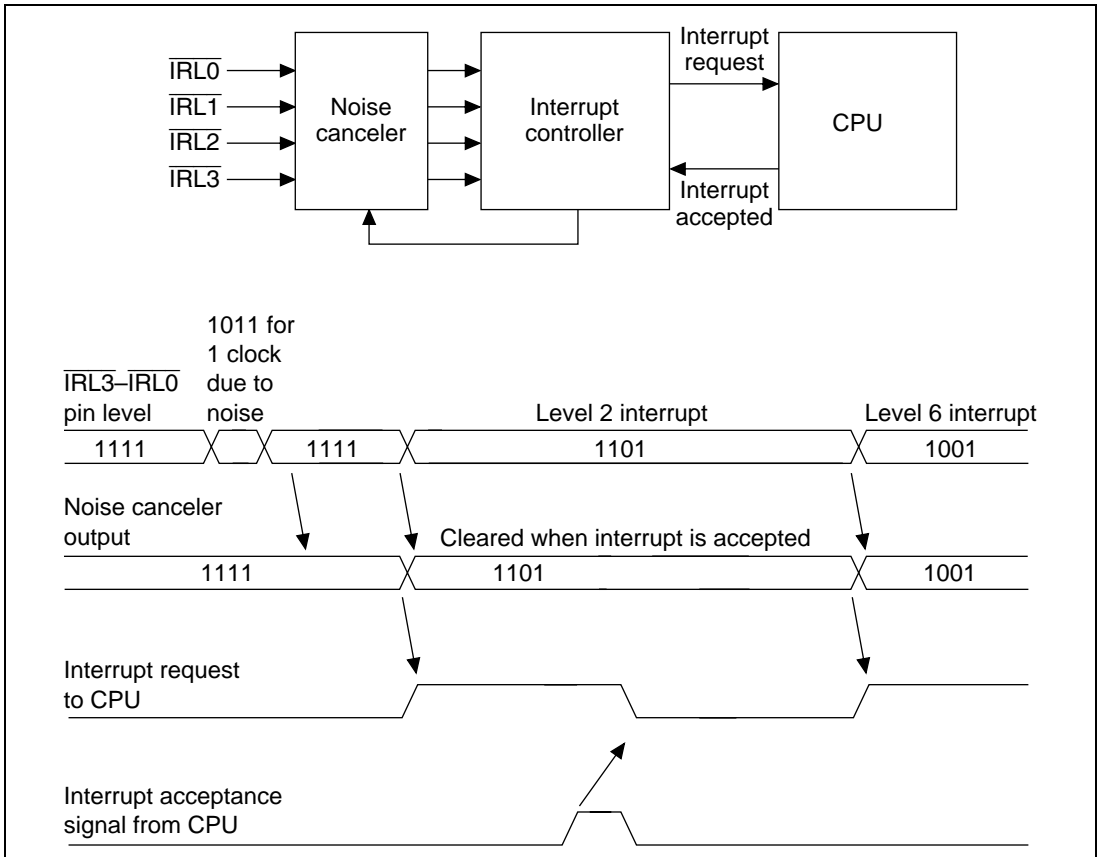 IRL0
IRL1
IRL2
IRL3
Noise
canceler
Interrupt
controller
Interrupt
request
Interrupt
accepted
CPU
1011 for
1 clock
due to
noise
IRL3–IRL0
pin level
Level 2 interrupt
Level 6 interrupt
1111
1111
1101
1001
Noise canceler
output
Cleared when interrupt is accepted
1111
1101
1001
Interrupt request
to CPU
Interrupt acceptance
signal from CPU